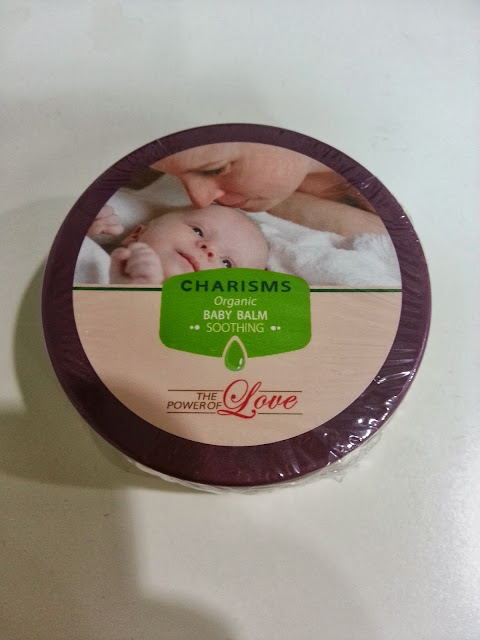 CHARISMS
Organic
BABY BALM
SOOTHING
THE
POWER OF Love